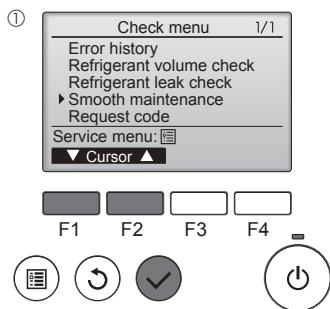 ①
Check menu 1/1
Error history
Refrigerant volume check
Refrigerant leak check
Smooth maintenance
Request code
Service menu:
▼ Cursor ▲
F1 F2 F3 F4